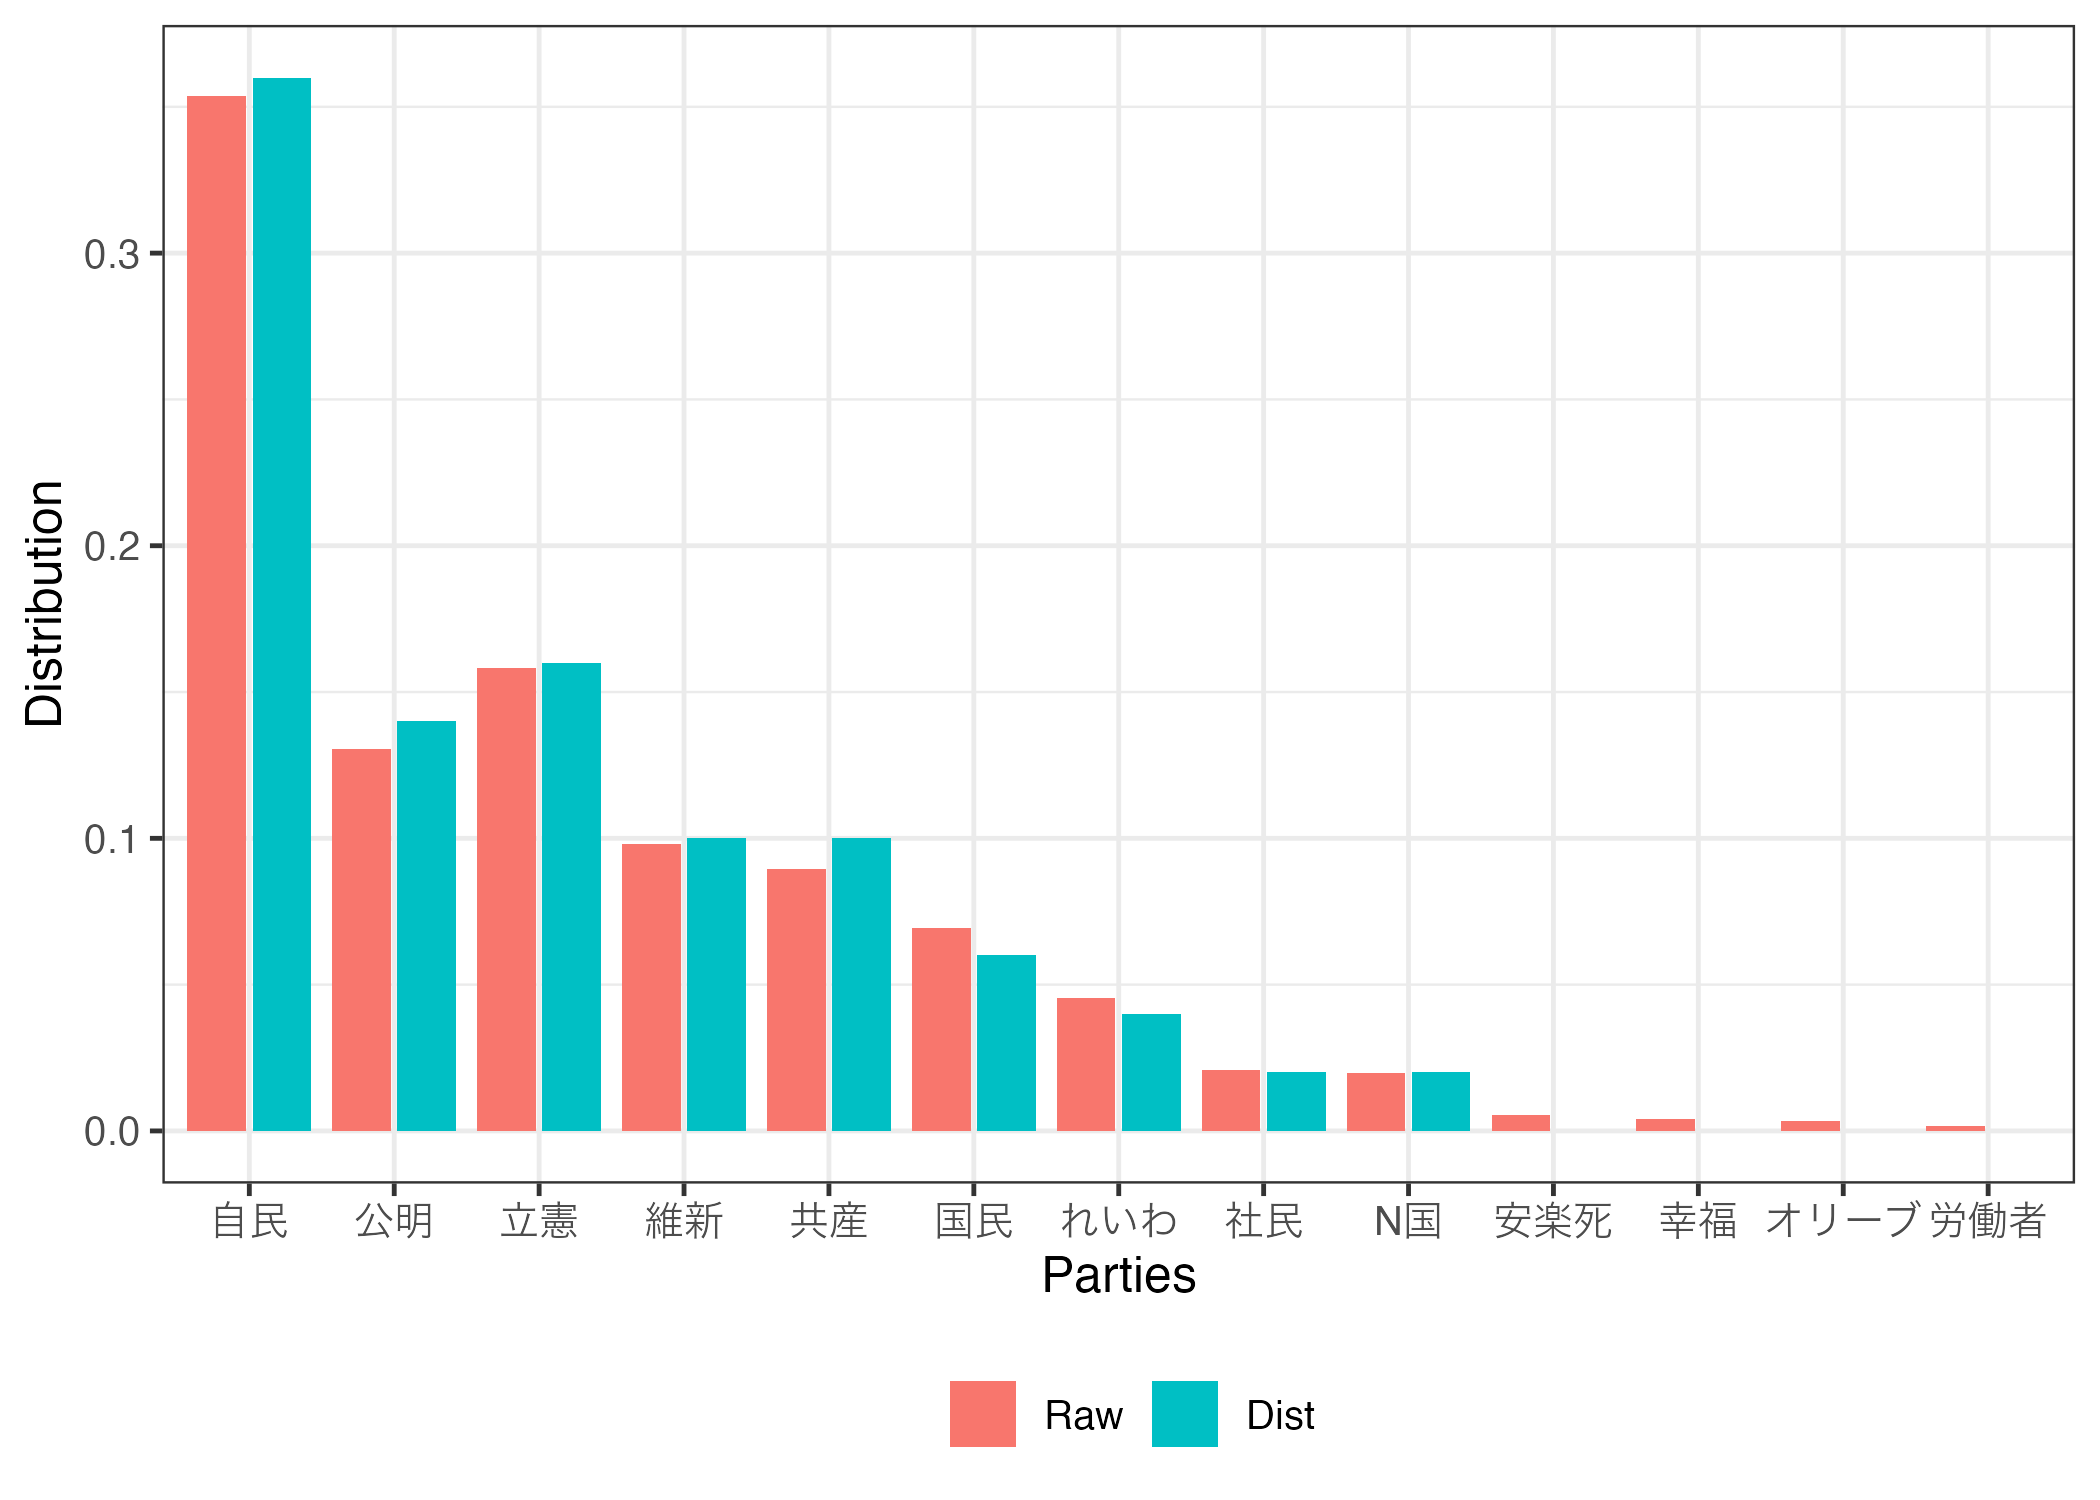 Distribution
0.3
0.2
0.1
0.0
自民 公明 立憲 維新 共産 国民 れいわ 社民 N国 安楽死 幸福 オリーブ 労働者
Parties
Raw Dist